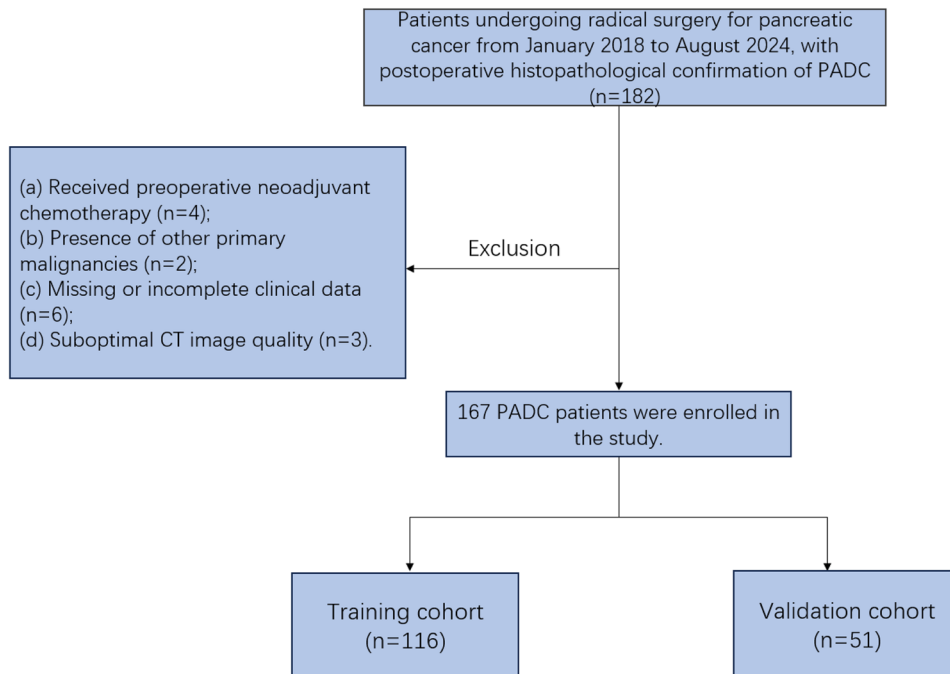 Patients undergoing radical surgery for pancreatic
cancer from January 2018 to August 2024, with
postoperative histopathological confirmation of PADC
(n=182)
(a) Received preoperative neoadjuvant
chemotherapy (n=4);
(b) Presence of other primary
malignancies (n=2);
(c) Missing or incomplete clinical data
(n=6);
(d) Suboptimal CT image quality (n=3).
Exclusion
167 PADC patients were enrolled in
the study.
Training cohort
(n=116)
Validation cohort
(n=51)